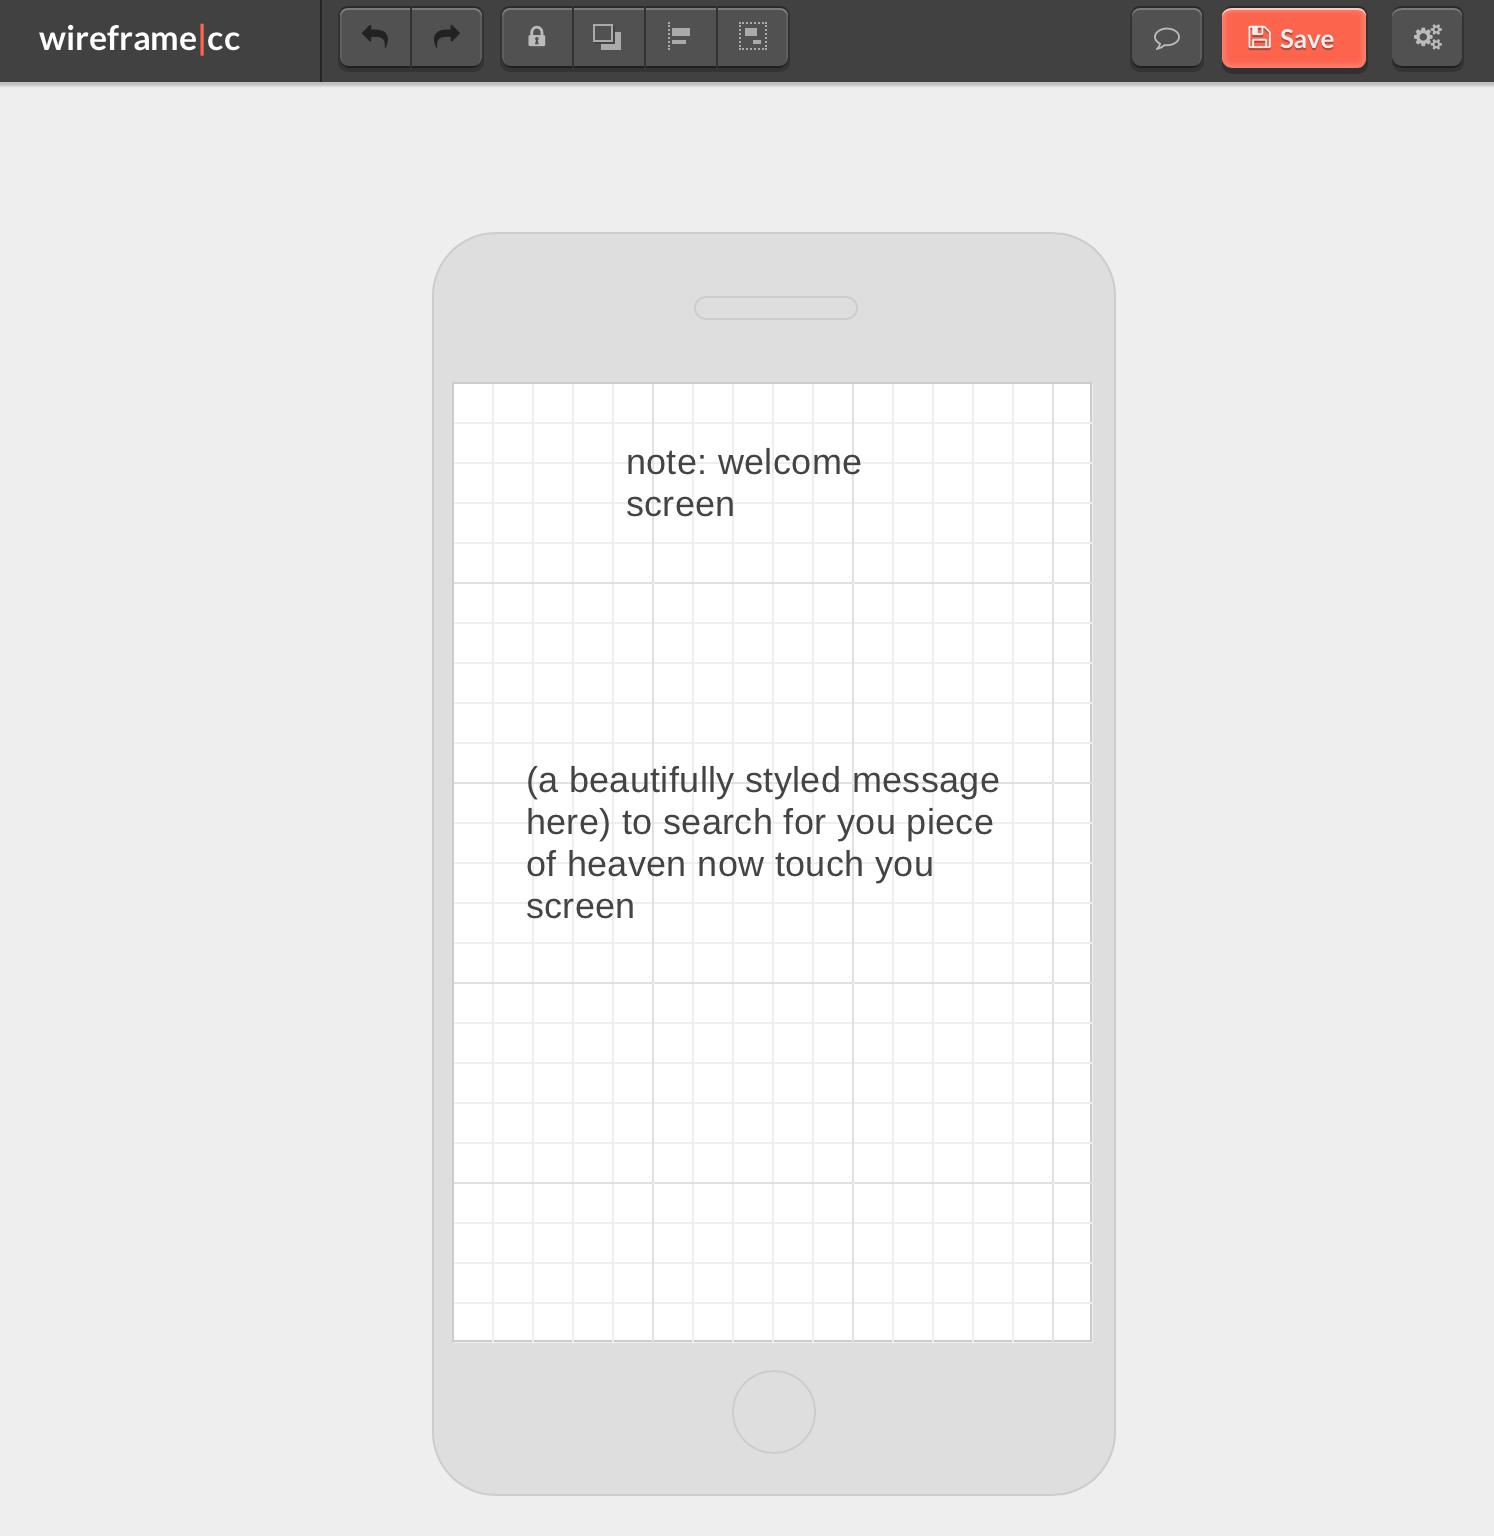 wireframe|cc
Save
note: welcome
screen
(a beautifully styled message
here) to search for you piece
of heaven now touch you
screen